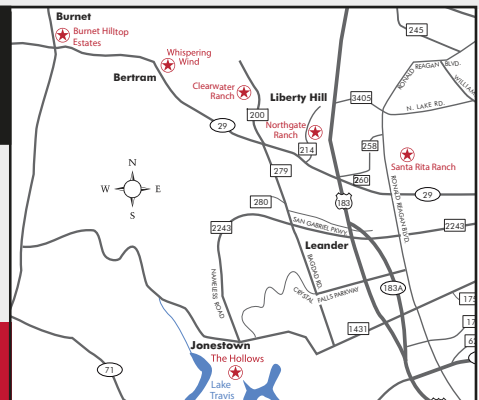 Burnet
Burnet Hilltop
Estates
245
Whispering
Wind
Bertram
RONALD REAGAN BLVD.
Clearwater
Ranch
Liberty Hill
3405
N. LAKE RD.
200
29
Northgate
Ranch
214
258
Santa Rita Ranch
279
260
N
W
E
S
280
183
29
RONALD REAGAN BLVD.
2243
SAN GABRIEL PKWY.
2243
Leander
BAGDAD RD.
NAMELESS ROAD
CRYSTAL FALLS PARKWAY
183A
1431
Jonestown
The Hollows
71
Lake
Travis